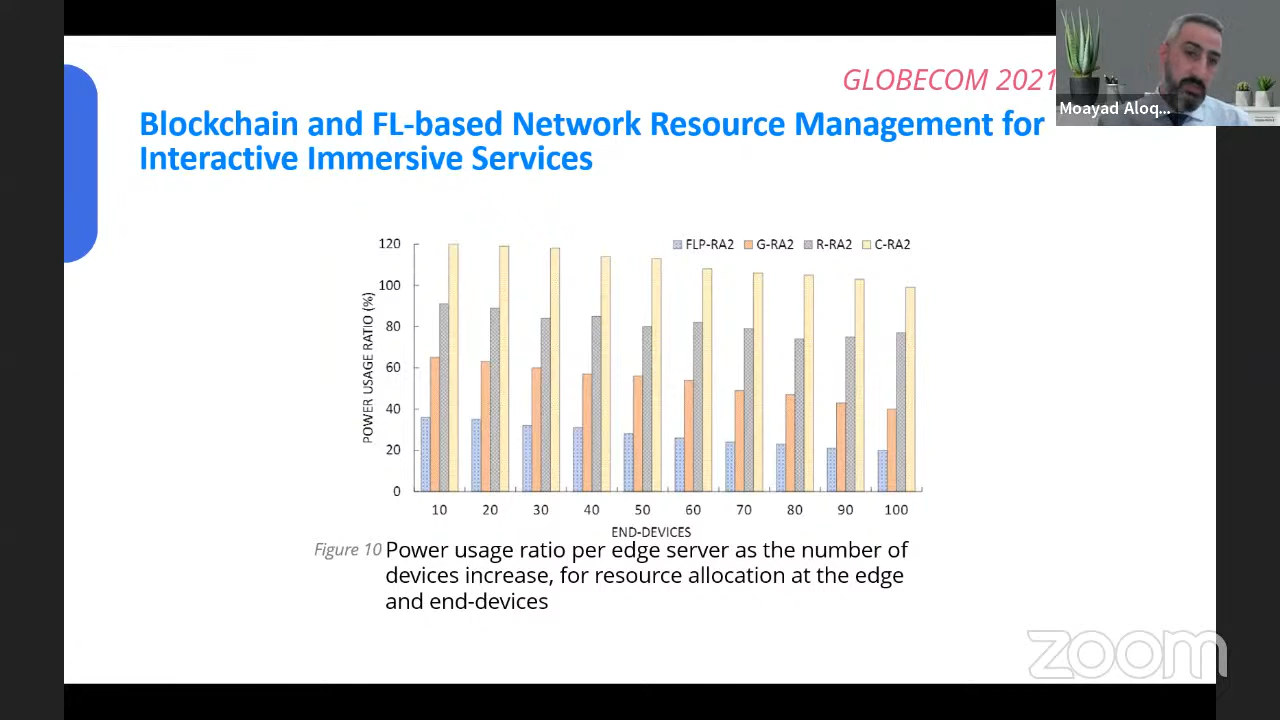 GLOBECOM 2021
Moayad Aloq...
Blockchain and FL-based Network Resource Management for
Interactive Immersive Services
FLP-RA2 G-RA2 R-RA2 C-RA2
POWER USAGE RATIO (%)
120
100
80
60
40
20
0
10 20 30 40 50 60 70 80 90 100
END-DEVICES
Figure 10 Power usage ratio per edge server as the number of
devices increase, for resource allocation at the edge
and end-devices
zoom